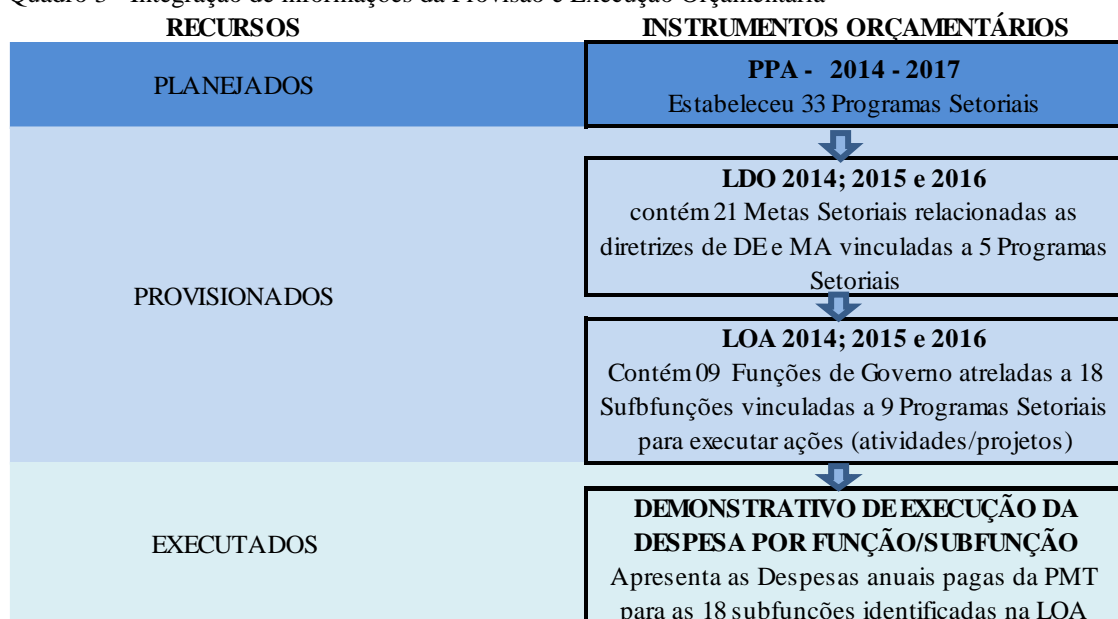 Quadro 3 - Integração de Informações da Provisão e Execução Orçamentária
RECURSOS
INSTRUMENTOS ORÇAMENTÁRIOS
PLANEJADOS
PPA - 2014 - 2017
Estabeleceu 33 Programas Setoriais
PROVISIONADOS
LDO 2014; 2015 e 2016
contém 21 Metas Setoriais relacionadas as
diretrizes de DE e MA vinculadas a 5 Programas
Setoriais
LOA 2014; 2015 e 2016
Contém 09 Funções de Governo atreladas a 18
Sufbfunções vinculadas a 9 Programas Setoriais
para executar ações (atividades/projetos)
EXECUTADOS
DEMONSTRATIVO DE EXECUÇÃO DA
DESPESA POR FUNÇÃO/SUBFUNÇÃO
Apresenta as Despesas anuais pagas da PMT
para as 18 subfunções identificadas na LOA